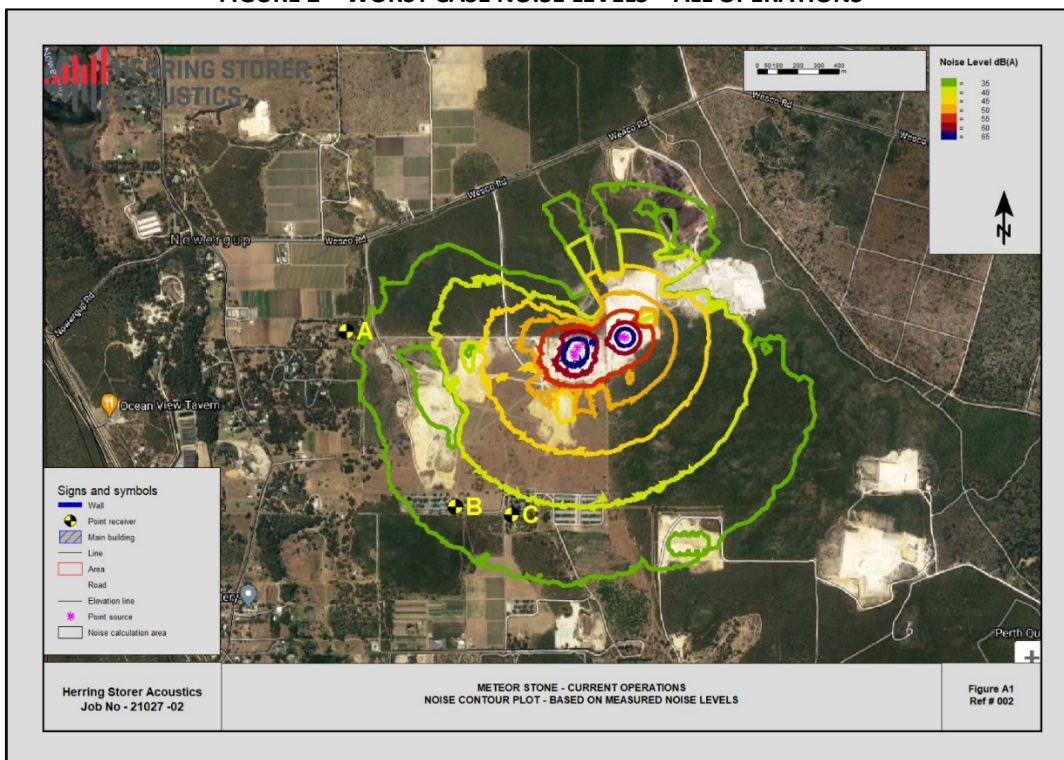 FIGURE 2 – WORST CASE NOISE LEVELS – ALL OPERATIONS
HERRING STORER
ACOUSTICS
0 50 100 200 300 400
m
Noise Level dB(A)
= 35
= 40
= 45
= 50
= 55
= 60
= 65
N
Wesco Rd
Wesco Rd
Wesco
Wesco Rd
Wesco Rd
Nowergup
Nowergup Rd
A
Ocean View Tavern
B
C
Signs and symbols
Wall
Point receiver
Main building
Line
Area
Road
Elevation line
Point source
Noise calculation area
ery
Perth Qu
+
Herring Storer Acoustics
Job No - 21027 -02
METEOR STONE - CURRENT OPERATIONS
NOISE CONTOUR PLOT - BASED ON MEASURED NOISE LEVELS
Figure A1
Ref # 002